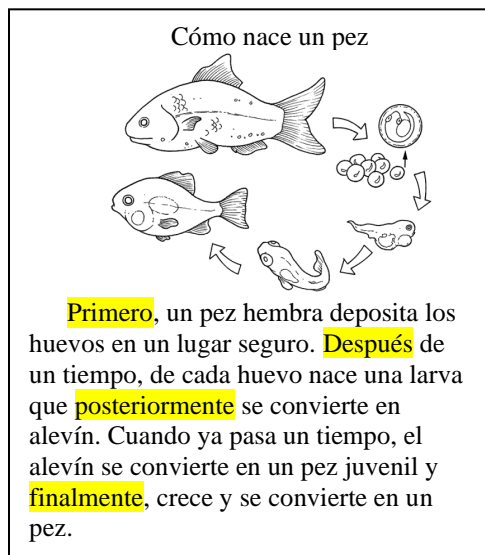 Cómo nace un pez
Primero, un pez hembra deposita los
huevos en un lugar seguro. Después de
un tiempo, de cada huevo nace una larva
que posteriormente se convierte en
alevín. Cuando ya pasa un tiempo, el
alevín se convierte en un pez juvenil y
finalmente, crece y se convierte en un
pez.